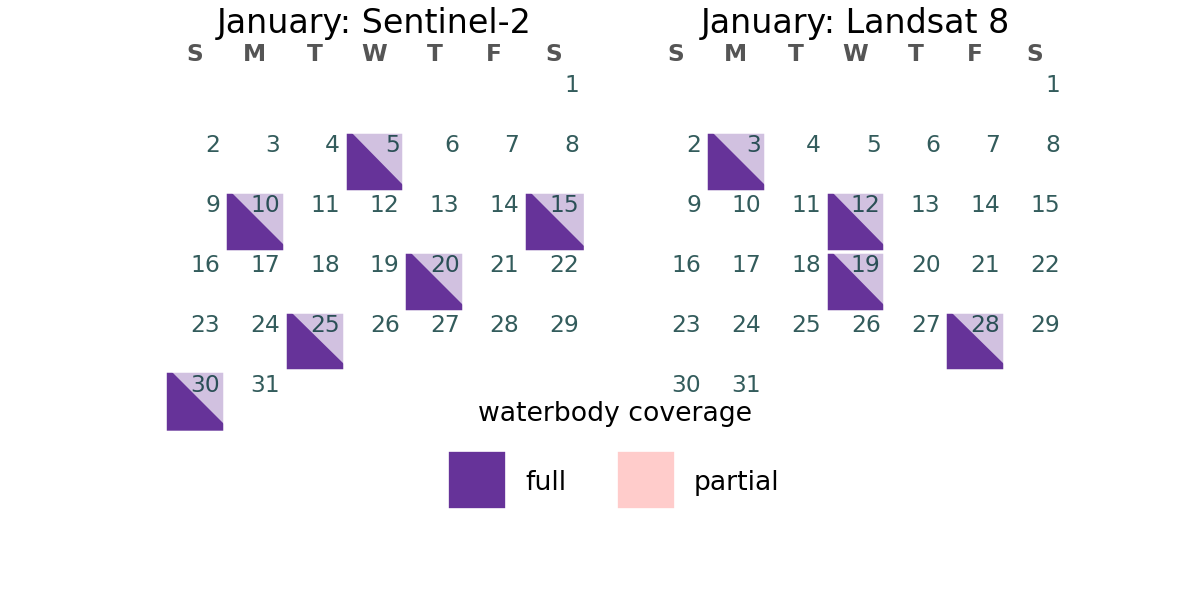 January: Sentinel-2
S M T W T F S
1
2 3 4 5 6 7 8
9 10 11 12 13 14 15
16 17 18 19 20 21 22
23 24 25 26 27 28 29
30 31
January: Landsat 8
S M T W T F S
1
2 3 4 5 6 7 8
9 10 11 12 13 14 15
16 17 18 19 20 21 22
23 24 25 26 27 28 29
30 31
waterbody coverage
full partial